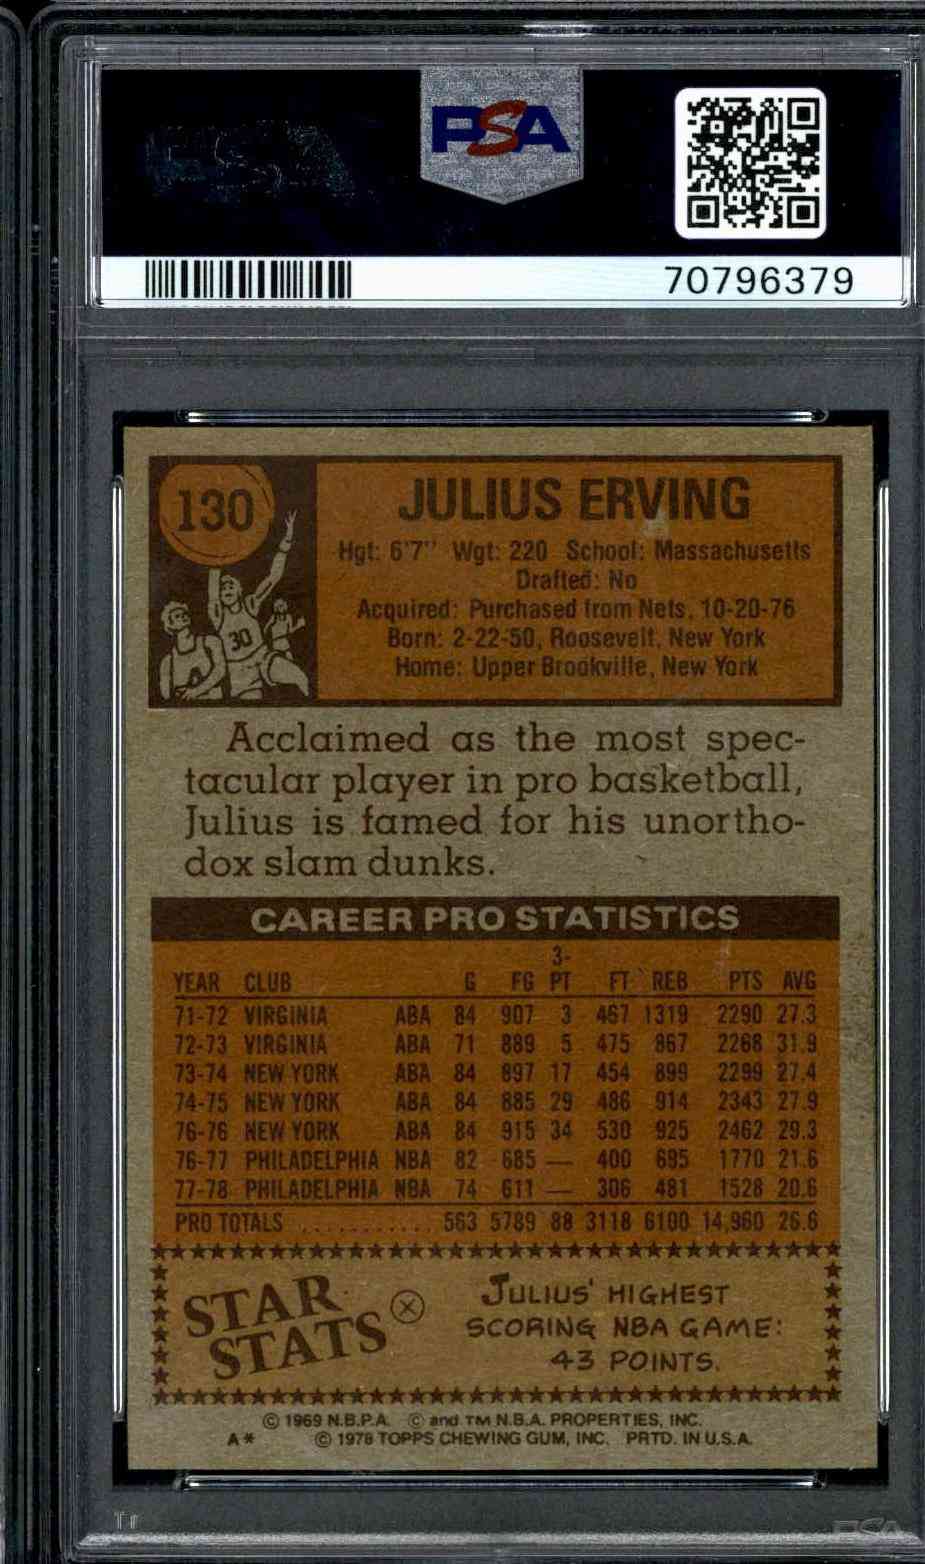 PSA
70796379
130
JULIUS ERVING
Hgt: 6'7" Wgt: 220 School: Massachusetts
Drafted: No
Acquired: Purchased from Nets, 10-20-76
Born: 2-22-50, Roosevelt, New York
Home: Upper Brookville, New York
30
Acclaimed as the most spec-
tacular player in pro basketball,
Julius is famed for his unortho-
dox slam dunks.
CAREER PRO STATISTICS
YEAR CLUB G FG 3-PT FT REB PTS AVG
71-72 VIRGINIA ABA 84 907 3 467 1319 2290 27.3
72-73 VIRGINIA ABA 71 889 5 475 867 2268 31.9
73-74 NEW YORK ABA 84 897 17 454 899 2299 27.4
74-75 NEW YORK ABA 84 885 29 486 914 2343 27.9
76-76 NEW YORK ABA 84 915 34 530 925 2462 29.3
76-77 PHILADELPHIA NBA 82 685 — 400 695 1770 21.6
77-78 PHILADELPHIA NBA 74 611 — 306 481 1528 20.6
PRO TOTALS ........... 563 5789 88 3118 6100 14,960 26.6
STAR
STATS
JULIUS' HIGHEST
SCORING NBA GAME:
43 POINTS.
© 1969 N.B.P.A. © and TM N.B.A. PROPERTIES, INC.
A* © 1978 TOPPS CHEWING GUM, INC. PRTD. IN U.S.A.
PSA